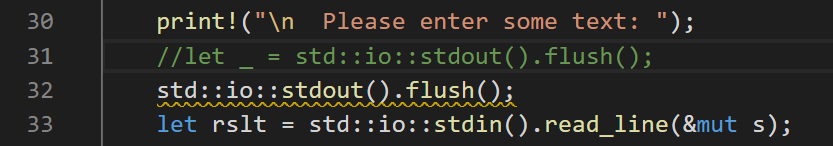 30 print!("\n  Please enter some text: ");
31 //let _ = std::io::stdout().flush();
32 std::io::stdout().flush();
33 let rslt = std::io::stdin().read_line(&mut s);